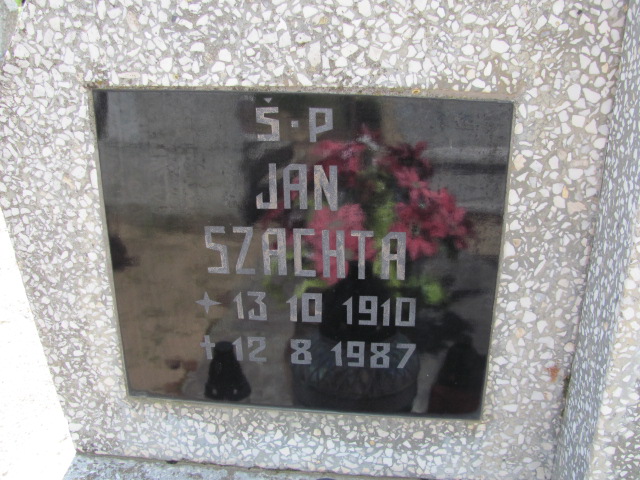 Ś·P
JAN
SZACHTA
✦ 13 10 1910
† 12 8 1987